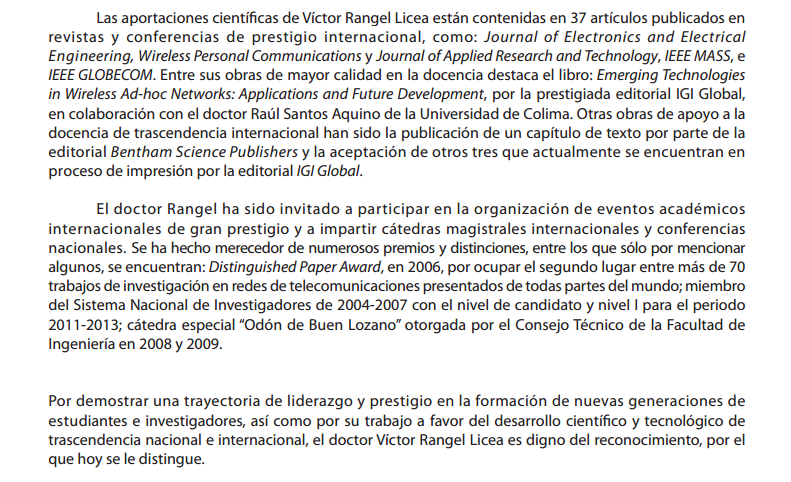 Las aportaciones científicas de Víctor Rangel Licea están contenidas en 37 artículos publicados en
revistas y conferencias de prestigio internacional, como: Journal of Electronics and Electrical
Engineering, Wireless Personal Communications y Journal of Applied Research and Technology, IEEE MASS, e
IEEE GLOBECOM. Entre sus obras de mayor calidad en la docencia destaca el libro: Emerging Technologies
in Wireless Ad-hoc Networks: Applications and Future Development, por la prestigiada editorial IGI Global,
en colaboración con el doctor Raúl Santos Aquino de la Universidad de Colima. Otras obras de apoyo a la
docencia de trascendencia internacional han sido la publicación de un capítulo de texto por parte de la
editorial Bentham Science Publishers y la aceptación de otros tres que actualmente se encuentran en
proceso de impresión por la editorial IGI Global.
El doctor Rangel ha sido invitado a participar en la organización de eventos académicos
internacionales de gran prestigio y a impartir cátedras magistrales internacionales y conferencias
nacionales. Se ha hecho merecedor de numerosos premios y distinciones, entre los que sólo por mencionar
algunos, se encuentran: Distinguished Paper Award, en 2006, por ocupar el segundo lugar entre más de 70
trabajos de investigación en redes de telecomunicaciones presentados de todas partes del mundo; miembro
del Sistema Nacional de Investigadores de 2004-2007 con el nivel de candidato y nivel I para el periodo
2011-2013; cátedra especial “Odón de Buen Lozano” otorgada por el Consejo Técnico de la Facultad de
Ingeniería en 2008 y 2009.
Por demostrar una trayectoria de liderazgo y prestigio en la formación de nuevas generaciones de
estudiantes e investigadores, así como por su trabajo a favor del desarrollo científico y tecnológico de
trascendencia nacional e internacional, el doctor Víctor Rangel Licea es digno del reconocimiento, por el
que hoy se le distingue.